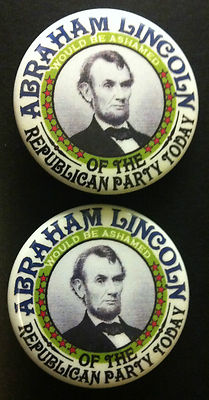 ABRAHAM LINCOLN
WOULD BE ASHAMED
OF THE
REPUBLICAN PARTY TODAY
ABRAHAM LINCOLN
WOULD BE ASHAMED
OF THE
REPUBLICAN PARTY TODAY